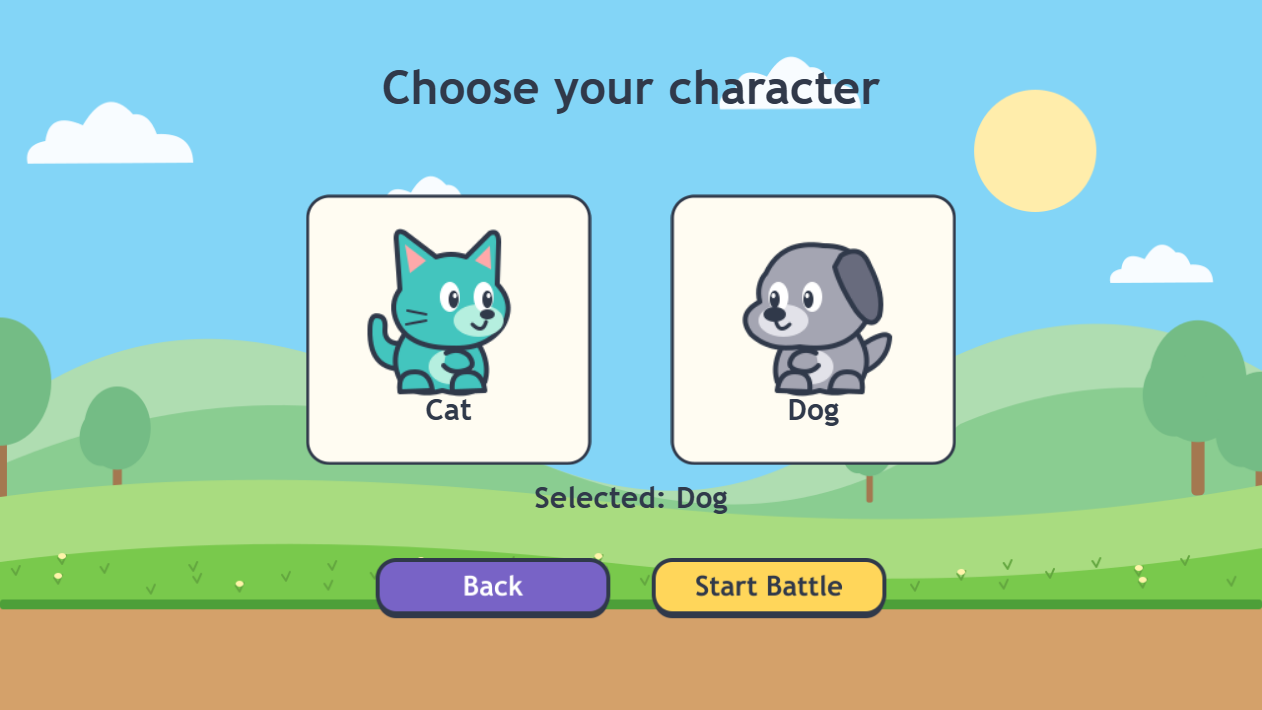 Choose your character
Cat
Dog
Selected: Dog
Back
Start Battle